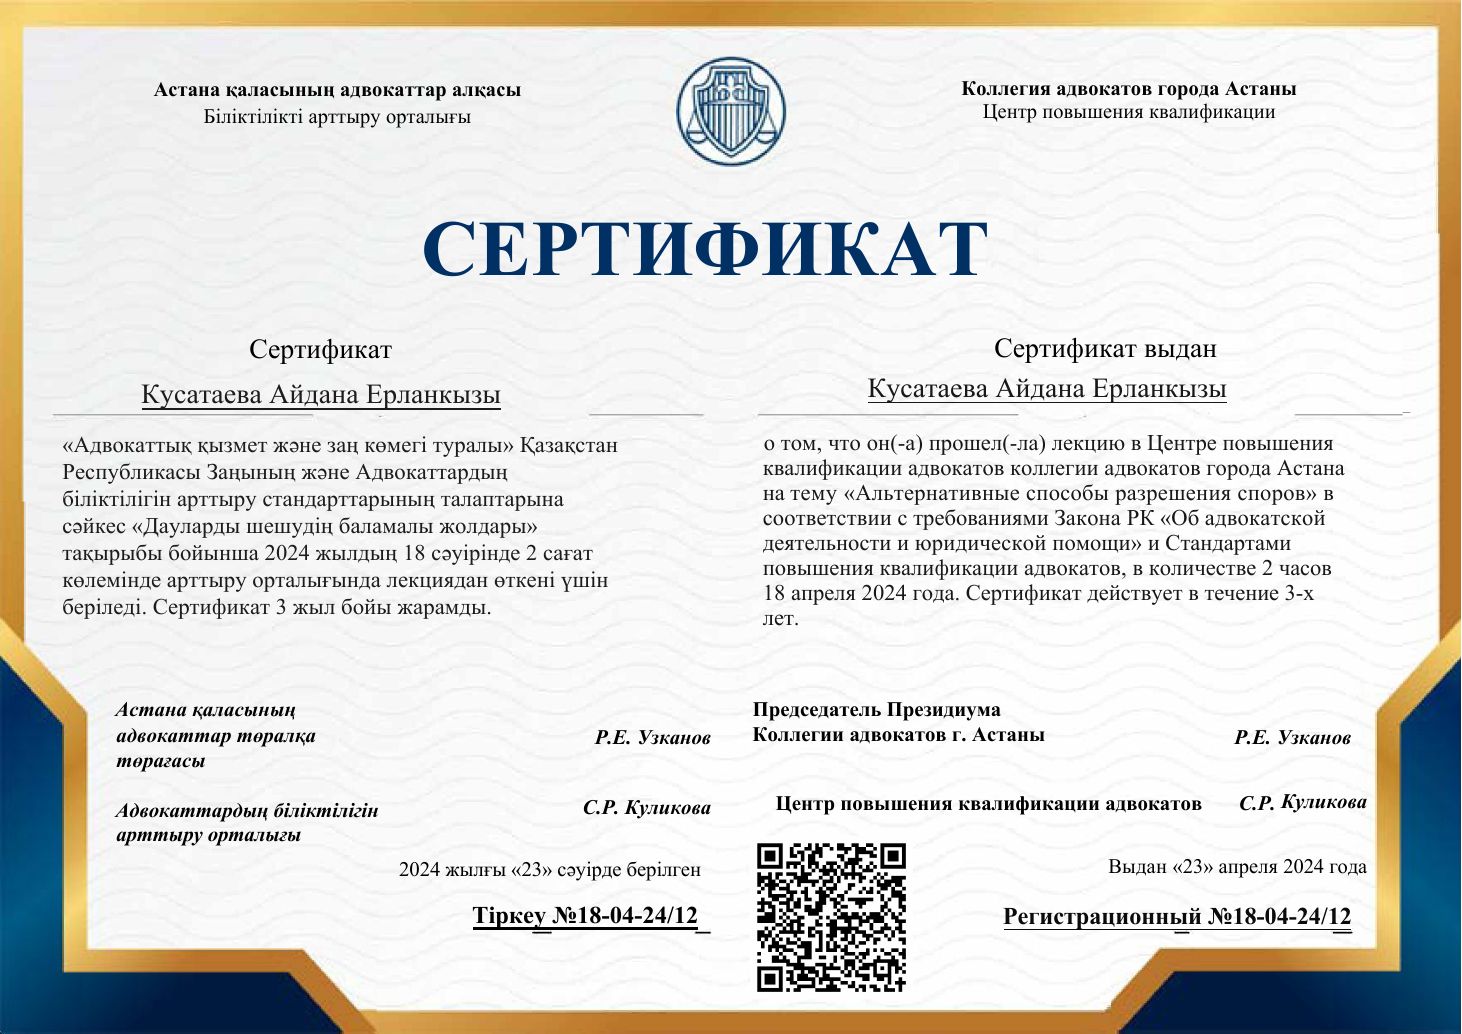 Астана қаласының адвокаттар алқасы
Біліктілікті арттыру орталығы
Коллегия адвокатов города Астаны
Центр повышения квалификации
СЕРТИФИКАТ
Сертификат
Кусатаева Айдана Ерланкызы
«Адвокаттық қызмет және заң көмегі туралы» Қазақстан
Республикасы Заңының және Адвокаттардың
біліктілігін арттыру стандарттарының талаптарына
сәйкес «Дауларды шешудің баламалы жолдары»
тақырыбы бойынша 2024 жылдың 18 сәуірінде 2 сағат
көлемінде арттыру орталығында лекциядан өткені үшін
беріледі. Сертификат 3 жыл бойы жарамды.
Сертификат выдан
Кусатаева Айдана Ерланкызы
о том, что он(-а) прошел(-ла) лекцию в Центре повышения
квалификации адвокатов коллегии адвокатов города Астана
на тему «Альтернативные способы разрешения споров» в
соответствии с требованиями Закона РК «Об адвокатской
деятельности и юридической помощи» и Стандартами
повышения квалификации адвокатов, в количестве 2 часов
18 апреля 2024 года. Сертификат действует в течение 3-х
лет.
Астана қаласының
адвокаттар төралқа
төрағасы
Р.Е. Узканов
Адвокаттардың біліктілігін
арттыру орталығы
С.Р. Куликова
2024 жылғы «23» сәуірде берілген
Тіркеу №18-04-24/12
Председатель Президиума
Коллегии адвокатов г. Астаны
Р.Е. Узканов
Центр повышения квалификации адвокатов
С.Р. Куликова
Выдан «23» апреля 2024 года
Регистрационный №18-04-24/12